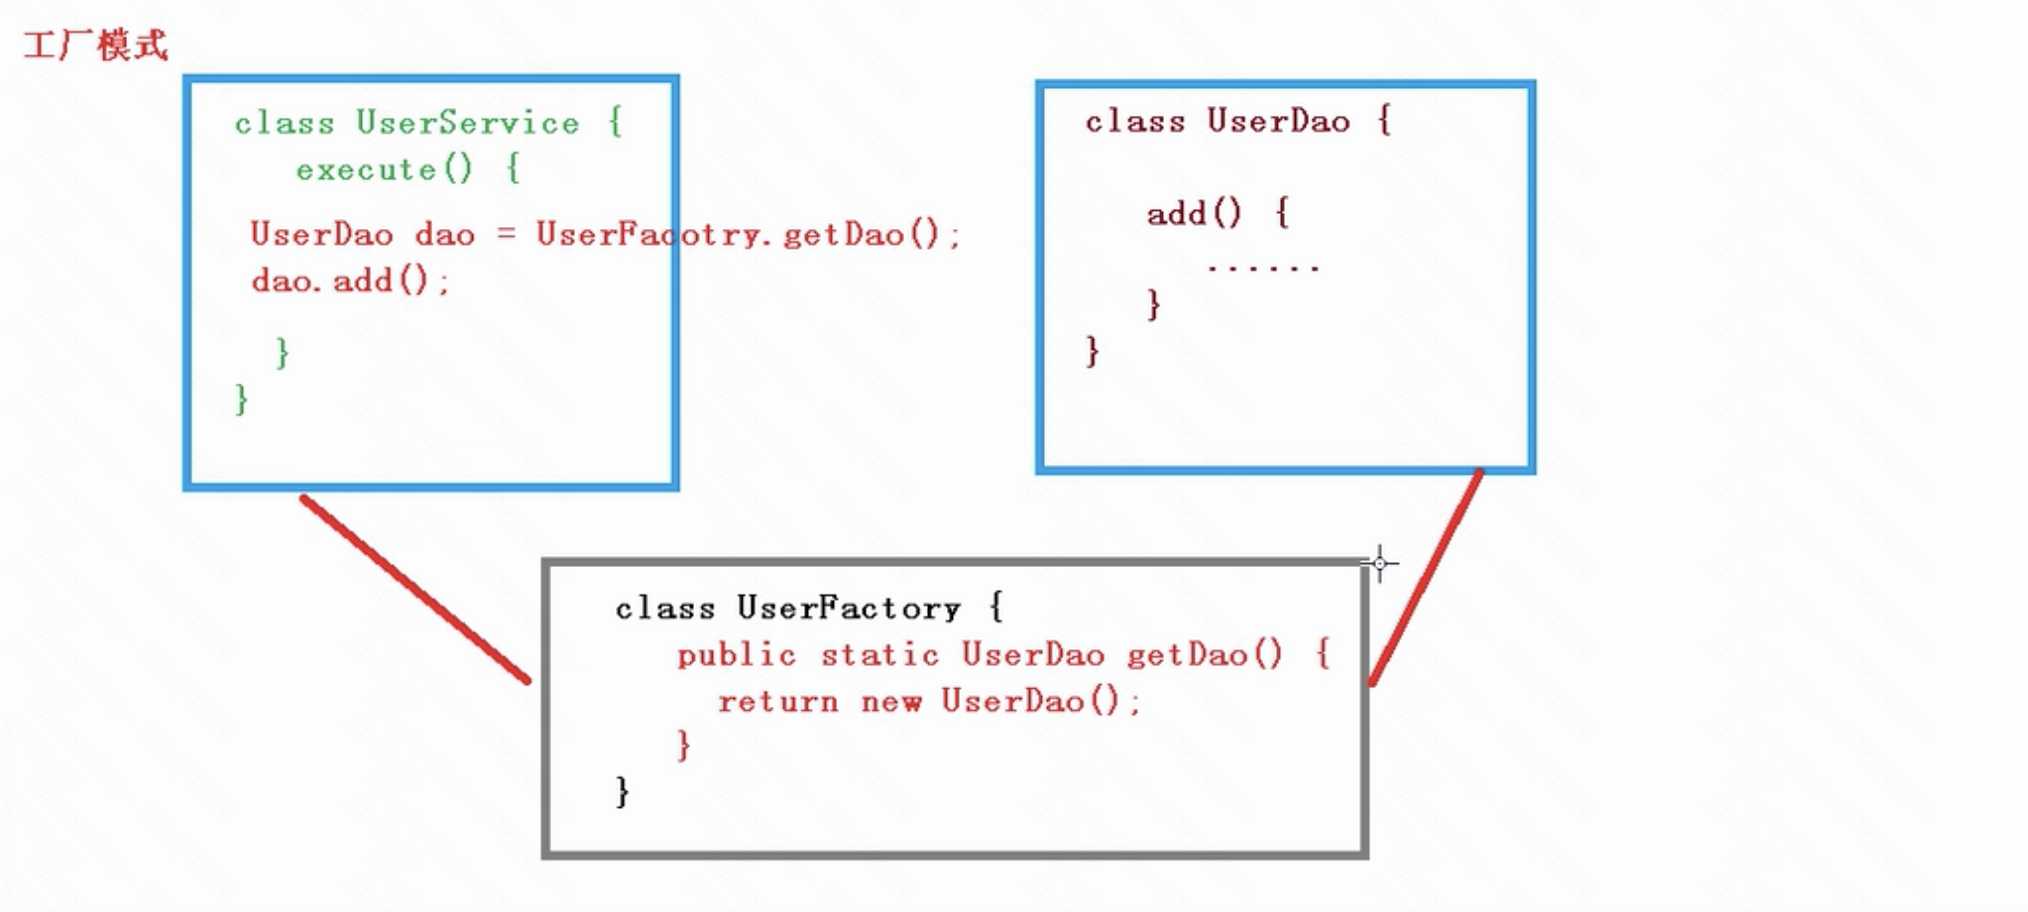 工厂模式
class UserService {
execute() {
UserDao dao = UserFacotry.getDao();
dao.add();
}
}
class UserDao {
add() {
......
}
}
class UserFactory {
public static UserDao getDao() {
return new UserDao();
}
}